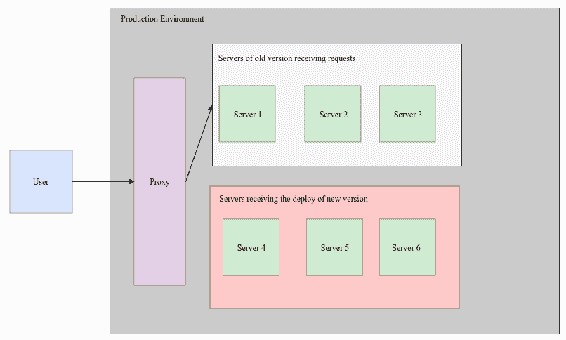 Production Environment
Servers of old version receiving requests
Server 1
Server 2
Server 3
User
Proxy
Servers receiving the deploy of new version
Server 4
Server 5
Server 6